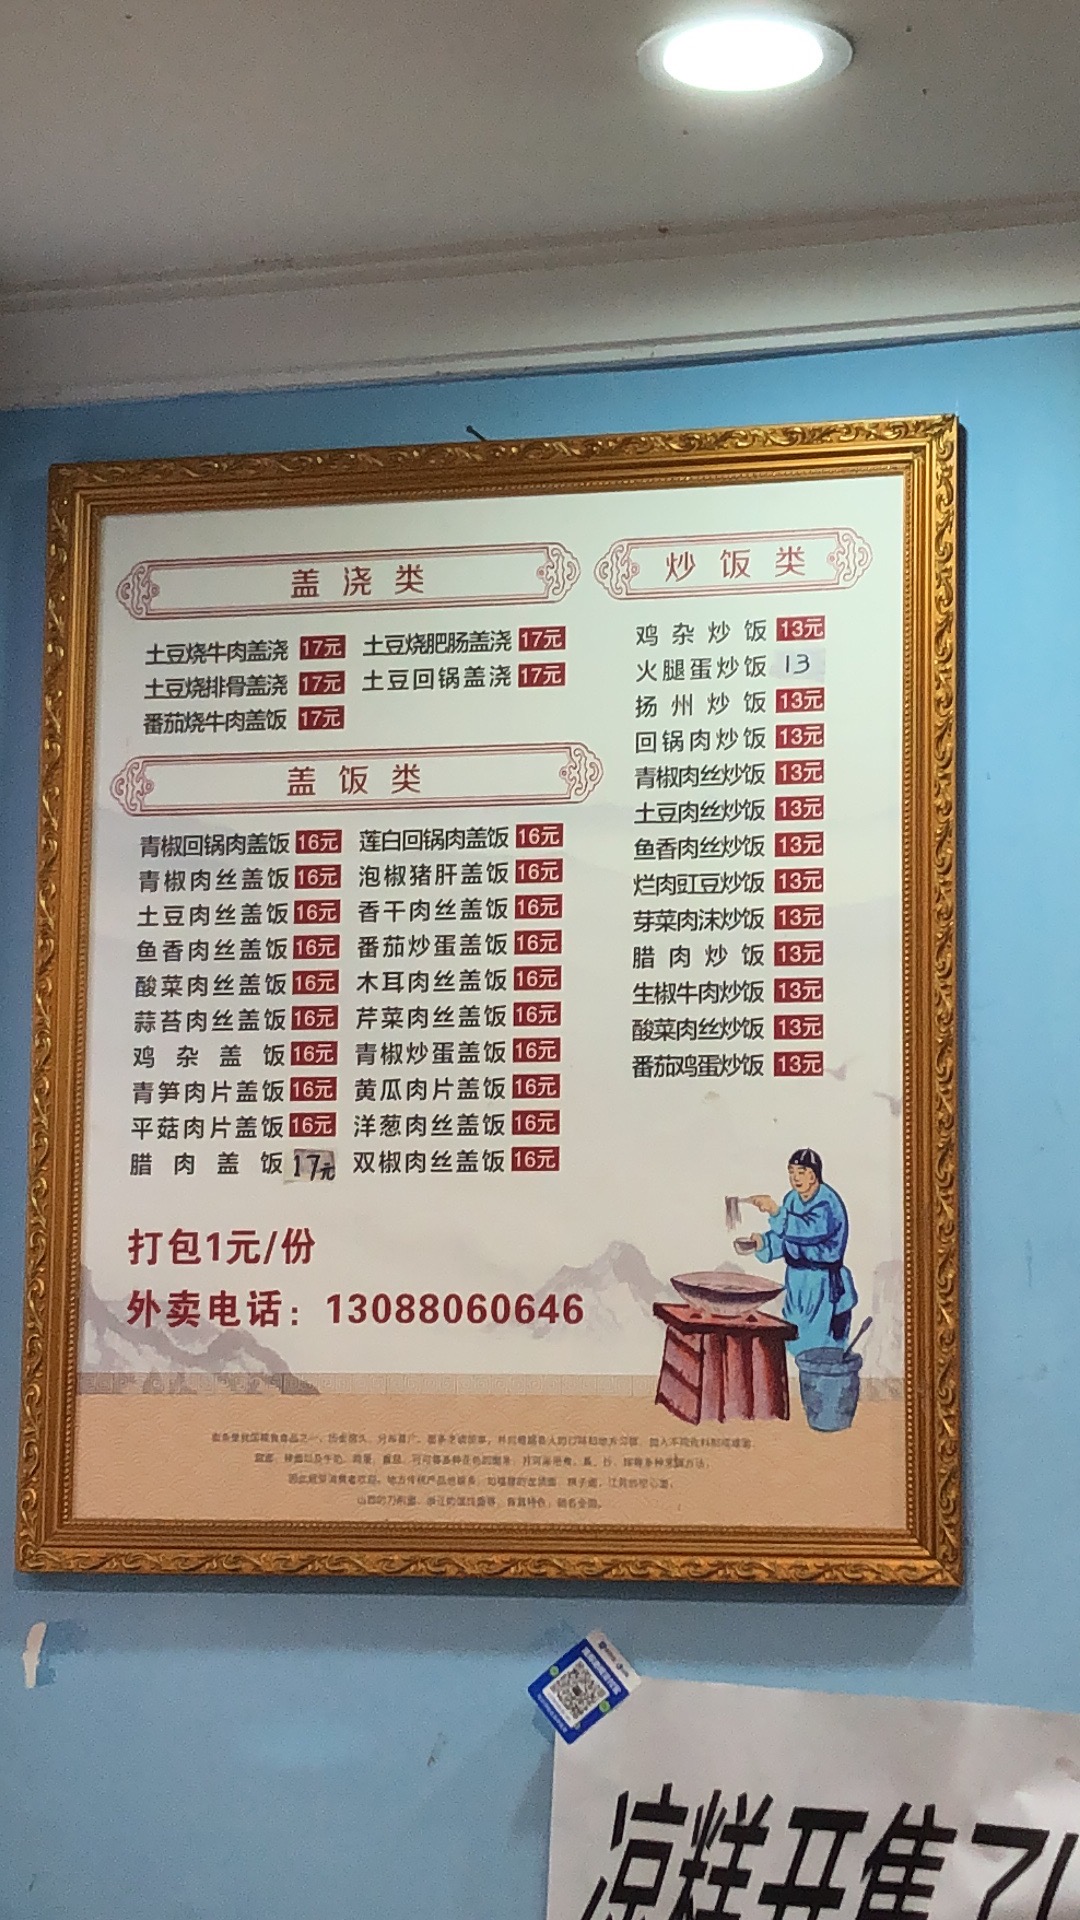 盖浇类
土豆烧牛肉盖浇 17元 土豆烧肥肠盖浇 17元
土豆烧排骨盖浇 17元 土豆回锅盖浇 17元
番茄烧牛肉盖饭 17元
盖饭类
青椒回锅肉盖饭 16元 莲白回锅肉盖饭 16元
青椒肉丝盖饭 16元 泡椒猪肝盖饭 16元
土豆肉丝盖饭 16元 香干肉丝盖饭 16元
鱼香肉丝盖饭 16元 番茄炒蛋盖饭 16元
酸菜肉丝盖饭 16元 木耳肉丝盖饭 16元
蒜苔肉丝盖饭 16元 芹菜肉丝盖饭 16元
鸡杂盖饭 16元 青椒炒蛋盖饭 16元
青笋肉片盖饭 16元 黄瓜肉片盖饭 16元
平菇肉片盖饭 16元 洋葱肉丝盖饭 16元
腊肉盖饭 17元 双椒肉丝盖饭 16元
炒饭类
鸡杂炒饭 13元
火腿蛋炒饭 13
扬州炒饭 13元
回锅肉炒饭 13元
青椒肉丝炒饭 13元
土豆肉丝炒饭 13元
鱼香肉丝炒饭 13元
烂肉豇豆炒饭 13元
芽菜肉沫炒饭 13元
腊肉炒饭 13元
生椒牛肉炒饭 13元
酸菜肉丝炒饭 13元
番茄鸡蛋炒饭 13元
打包1元/份
外卖电话：13088060646
凉糕开售了